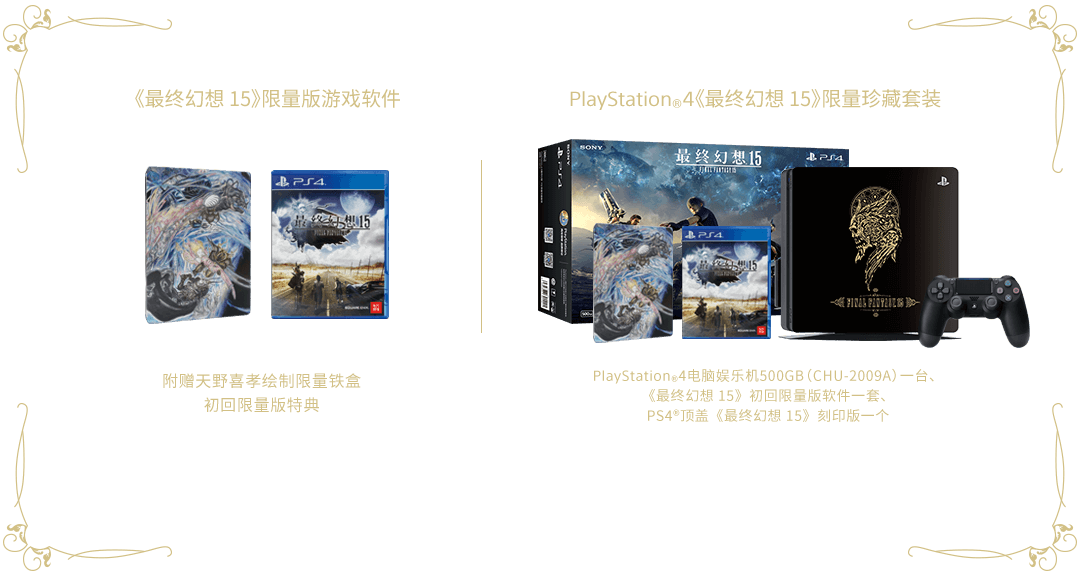 《最终幻想 15》限量版游戏软件
PS4
最终幻想15
附赠天野喜孝绘制限量铁盒
初回限量版特典
PlayStation®4《最终幻想 15》限量珍藏套装
SONY
最终幻想15
FINAL FANTASY XV
PS4
SONY
PS4
PS4
最终幻想15
FINAL FANTASY XV
PlayStation®4电脑娱乐机500GB（CHU-2009A）一台、
《最终幻想 15》初回限量版软件一套、
PS4®顶盖《最终幻想 15》刻印版一个